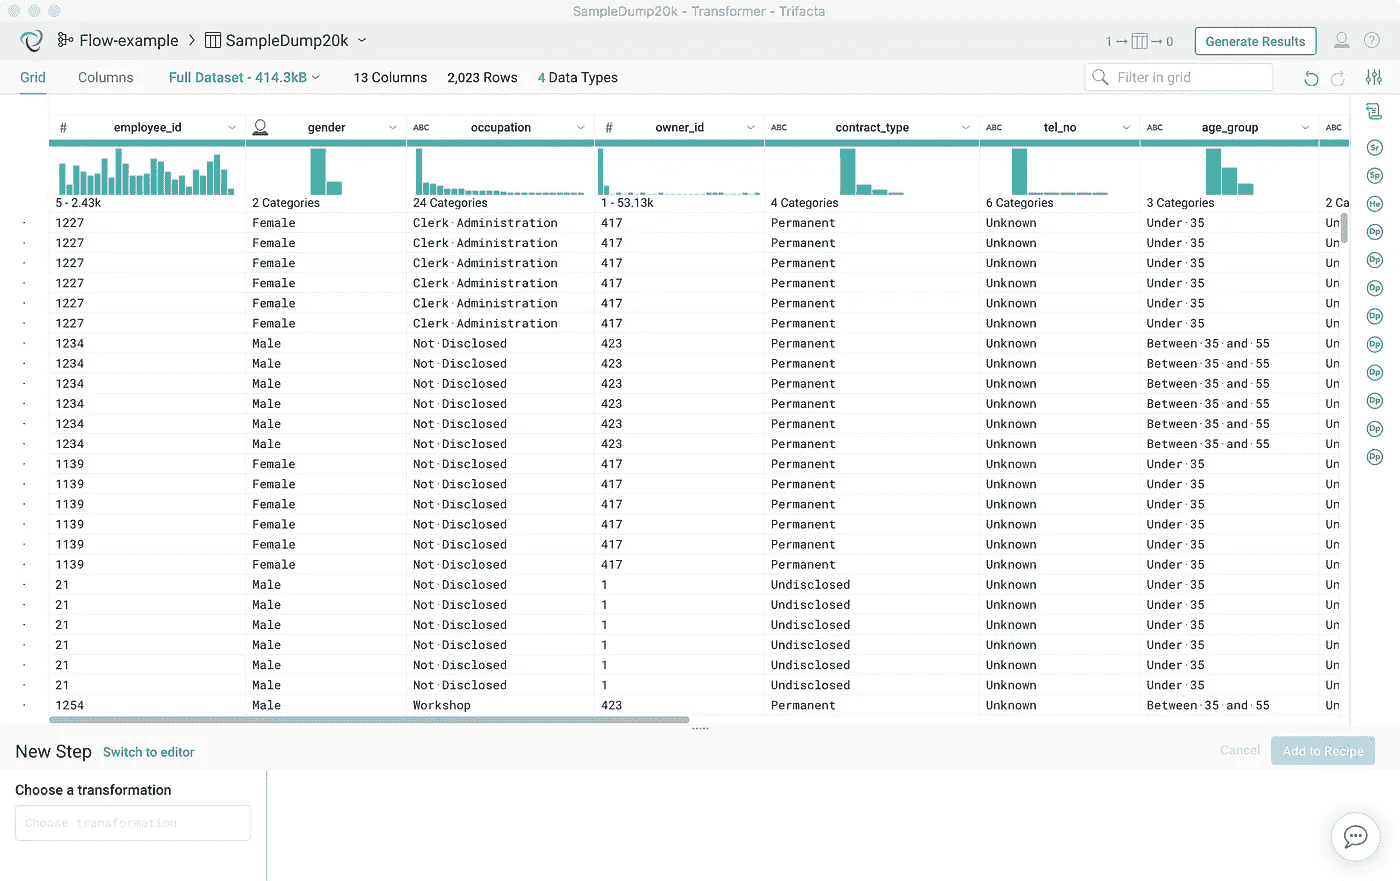 SampleDump20k - Transformer - Trifacta
Flow-example > SampleDump20k 1 → → 0 Generate Results ?
Grid Columns Full Dataset - 414.3kB 13 Columns 2,023 Rows 4 Data Types Filter in grid
# employee_id gender ABC occupation # owner_id ABC contract_type ABC tel_no ABC age_group ABC
5 - 2.43k 2 Categories 24 Categories 1 - 53.13k 4 Categories 6 Categories 3 Categories 2 Ca
1227 Female Clerk·Administration 417 Permanent Unknown Under·35 Un
1227 Female Clerk·Administration 417 Permanent Unknown Under·35 Un
1227 Female Clerk·Administration 417 Permanent Unknown Under·35 Un
1227 Female Clerk·Administration 417 Permanent Unknown Under·35 Un
1227 Female Clerk·Administration 417 Permanent Unknown Under·35 Un
1227 Female Clerk·Administration 417 Permanent Unknown Under·35 Un
1234 Male Not·Disclosed 423 Permanent Unknown Between·35·and·55 Un
1234 Male Not·Disclosed 423 Permanent Unknown Between·35·and·55 Un
1234 Male Not·Disclosed 423 Permanent Unknown Between·35·and·55 Un
1234 Male Not·Disclosed 423 Permanent Unknown Between·35·and·55 Un
1234 Male Not·Disclosed 423 Permanent Unknown Between·35·and·55 Un
1234 Male Not·Disclosed 423 Permanent Unknown Between·35·and·55 Un
1139 Female Not·Disclosed 417 Permanent Unknown Under·35 Un
1139 Female Not·Disclosed 417 Permanent Unknown Under·35 Un
1139 Female Not·Disclosed 417 Permanent Unknown Under·35 Un
1139 Female Not·Disclosed 417 Permanent Unknown Under·35 Un
1139 Female Not·Disclosed 417 Permanent Unknown Under·35 Un
1139 Female Not·Disclosed 417 Permanent Unknown Under·35 Un
21 Male Not·Disclosed 1 Undisclosed Unknown Under·35 Un
21 Male Not·Disclosed 1 Undisclosed Unknown Under·35 Un
21 Male Not·Disclosed 1 Undisclosed Unknown Under·35 Un
21 Male Not·Disclosed 1 Undisclosed Unknown Under·35 Un
21 Male Not·Disclosed 1 Undisclosed Unknown Under·35 Un
21 Male Not·Disclosed 1 Undisclosed Unknown Under·35 Un
1254 Male Workshop 423 Permanent Unknown Between·35·and·55 Un
Sr
Sp
He
Dp
Dp
Dp
Dp
Dp
Dp
Dp
Dp
Dp
New Step Switch to editor Cancel Add to Recipe
Choose a transformation
Choose transformation